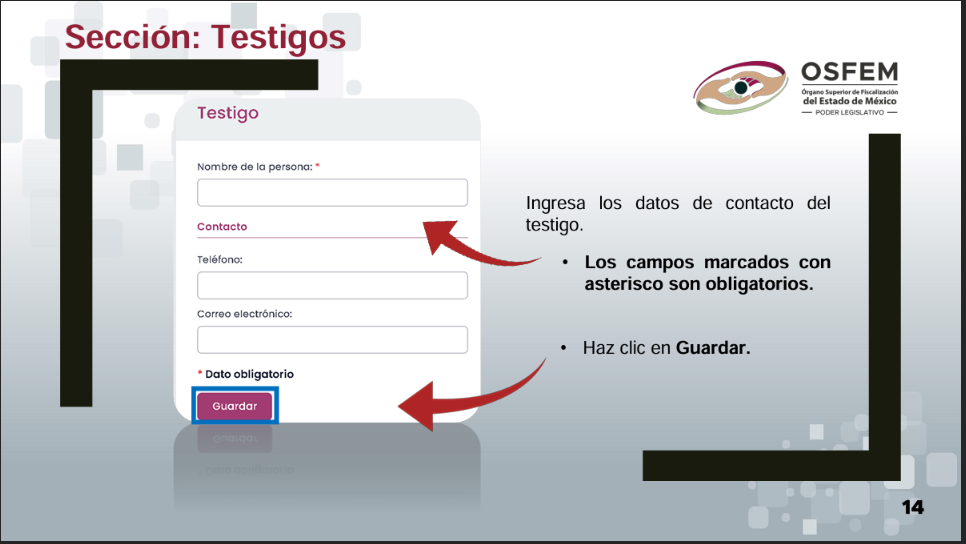 Sección: Testigos
OSFEM
Órgano Superior de Fiscalización
del Estado de México
PODER LEGISLATIVO
Testigo
Nombre de la persona: *
Contacto
Teléfono:
Correo electrónico:
* Dato obligatorio
Guardar
Ingresa los datos de contacto del
testigo.
• Los campos marcados con
asterisco son obligatorios.
• Haz clic en Guardar.
14